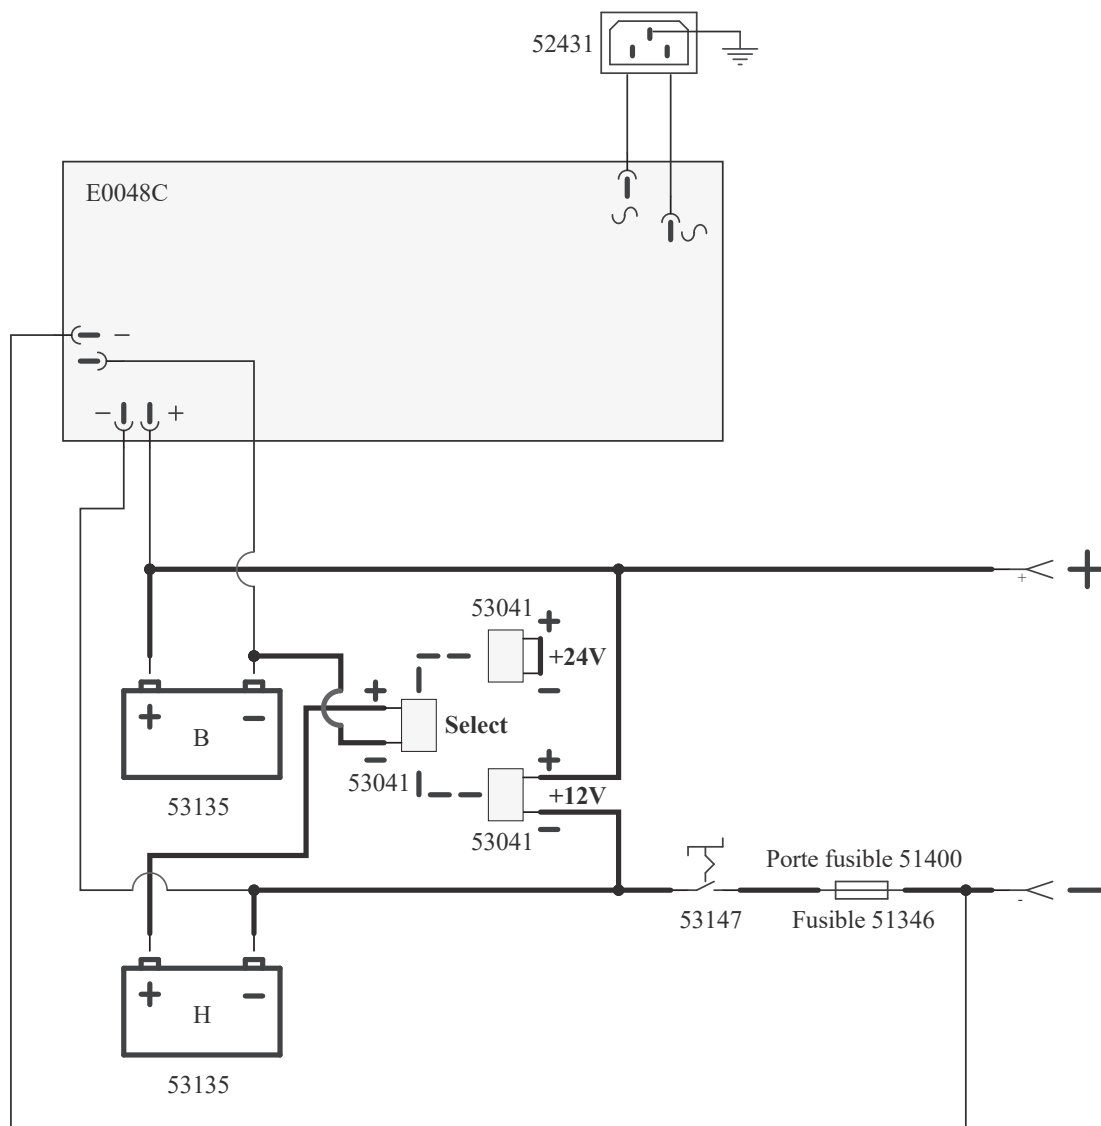 52431
E0048C
−
− +
+
53041
+
+24V
+ −
+ − Select
B
− 53041 +
+12V
53135 53041 −
Porte fusible 51400
-
53147 Fusible 51346
+ −
H
53135